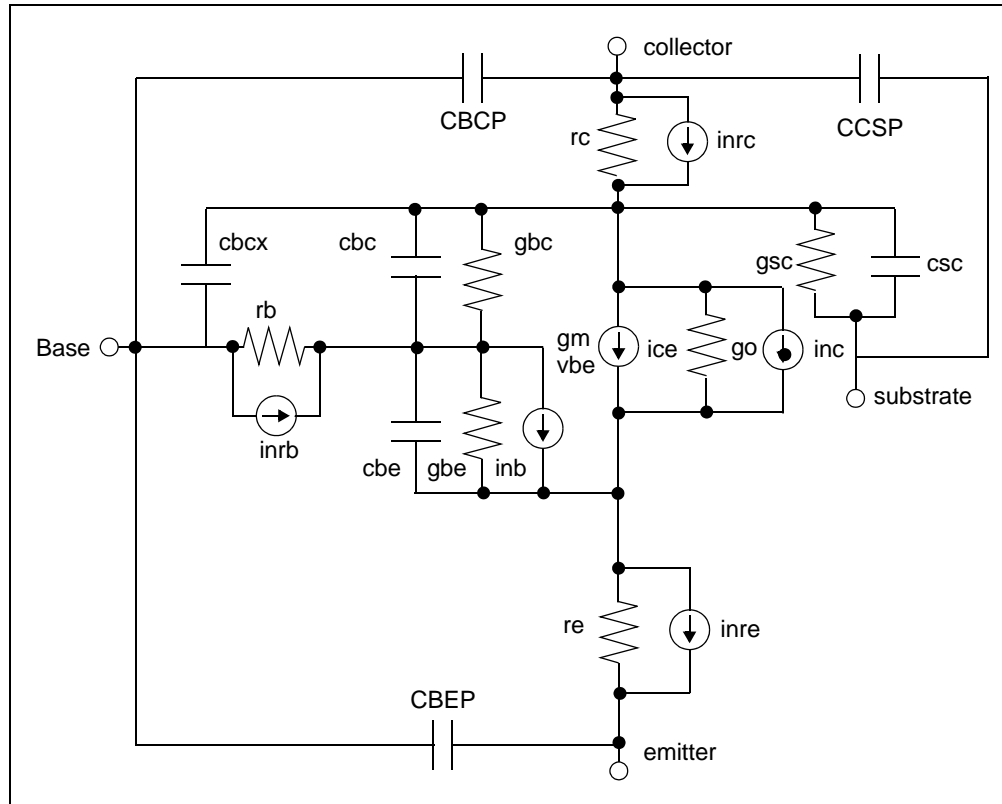 collector
CBCP
CCSP
rc
inrc
cbcx
cbc
gbc
gsc
csc
rb
Base
gm
vbe
ice
go
inc
substrate
inrb
cbe
gbe
inb
re
inre
CBEP
emitter